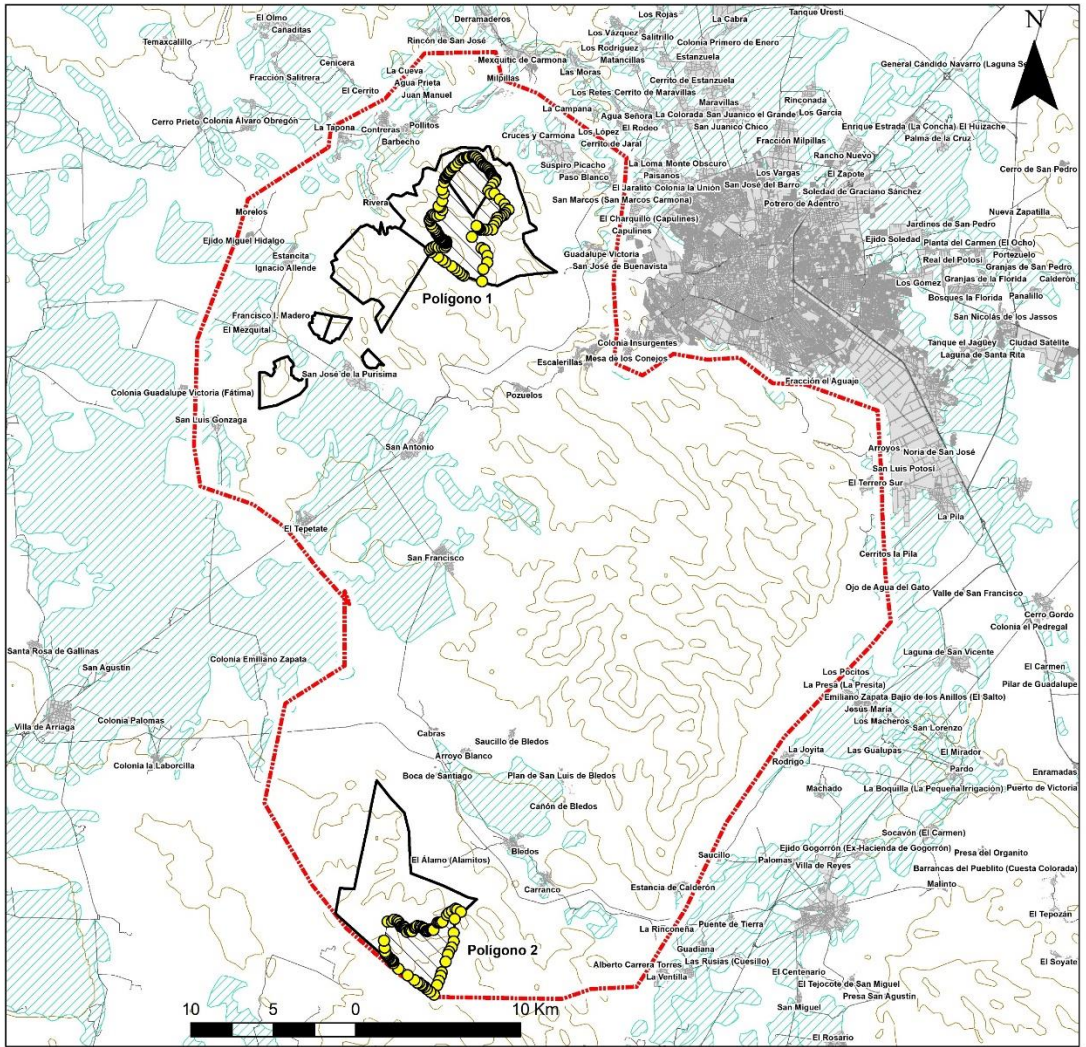 El Olmo
Cañaditas
Temaxcalillo
Derramaderos
Rincón de San José
Los Rojas
La Cabra
Tanque Uresti
Los Vázquez
Salitrillo
Los Rodriguez
Colonia Primero de Enero
Matancillas
Estanzuela
N
Cenicera
Fracción Salitrera
La Cueva
Mexquitic de Carmona
Las Moras
Cerrito de Estanzuela
General Cándido Navarro (Laguna Se
El Cerrito
Agua Prieta
Milpillas
Juan Manuel
Los Retes
Cerrito de Maravillas
Maravillas
Rinconada
La Campana
Agua Señora
La Colorada
San Juanico el Grande
Los García
Cerro Prieto
Colonia Álvaro Obregón
La Tapona
Contreras
Pollitos
Barbecho
Cruces y Carmona
Los López
El Rodeo
San Juanico Chico
Enrique Estrada (La Concha)
El Huizache
Cerrito de Jaral
Fracción Milpillas
Palma de la Cruz
Suspiro Picacho
La Loma
Monte Obscuro
Rancho Nuevo
Paso Blanco
Paisanos
Los Vargas
El Zapote
Cerro de San Pedro
El Jaralito
Colonia la Unión
San José del Barro
Soledad de Graciano Sánchez
Rivera
San Marcos (San Marcos Carmona)
Potrero de Adentro
Morelos
El Charquillo (Capulines)
Nueva Zapatilla
Capulines
Jardines de San Pedro
Ejido Miguel Hidalgo
Ejido Soledad
Planta del Carmen (El Ocho)
Estancita
Guadalupe Victoria
Real del Potosí
Portezuelo
Ignacio Allende
San José de Buenavista
Granjas de San Pedro
Los Gómez
Granjas de la Florida
Calderón
Polígono 1
Bosques la Florida
Panalillo
Francisco I. Madero
San Nicolás de los Jassos
El Mezquital
Colonia Insurgentes
Tanque el Jagüey
Ciudad Satélite
Escalerillas
Mesa de los Conejos
Laguna de Santa Rita
San José de la Purísima
Fracción el Aguaje
Colonia Guadalupe Victoria (Fátima)
Pozuelos
San Luis Gonzaga
San Antonio
Arroyos
Noria de San José
San Luis Potosí
El Terrero Sur
La Pila
El Tepetate
San Francisco
Cerritos la Pila
Ojo de Agua del Gato
Valle de San Francisco
Cerro Gordo
Colonia el Pedregal
Santa Rosa de Gallinas
San Agustín
Colonia Emiliano Zapata
Laguna de San Vicente
Los Pocitos
El Carmen
La Presa (La Presita)
Pilar de Guadalupe
Emiliano Zapata
Bajío de los Anillos (El Salto)
Jesús María
Villa de Arriaga
Colonia Palomas
Los Macheros
San Lorenzo
Cabras
Saucillo de Bledos
La Joyita
Las Gualupas
El Mirador
Colonia la Laborcilla
Arroyo Blanco
Rodrigo
Pardo
Enramadas
Boca de Santiago
Plan de San Luis de Bledos
Machado
La Boquilla (La Pequeña Irrigación)
Puerto de Victoria
Cañón de Bledos
Socavón (El Carmen)
Bledos
Ejido Gogorrón (Ex-Hacienda de Gogorrón)
Presa del Organito
El Álamo (Alamitos)
Saucillo
Palomas
Villa de Reyes
Barrancas del Pueblito (Cuesta Colorada)
Carranco
Estancia de Calderón
Malinto
Puente de Tierra
El Tepozán
La Rinconeña
Polígono 2
Guadiana
El Soyate
Alberto Carrera Torres
Las Rusias (Cuesillo)
La Ventilla
El Centenario
El Tejocote de San Miguel
Presa San Agustín
San Miguel
10 5 0 10 Km
El Rosario